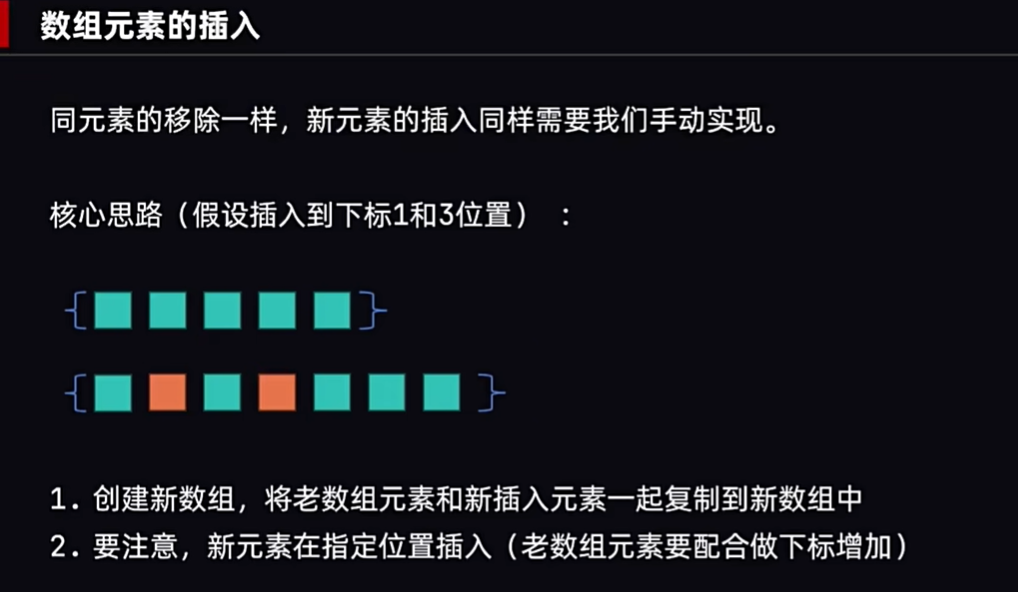 数组元素的插入
同元素的移除一样，新元素的插入同样需要我们手动实现。
核心思路（假设插入到下标1和3位置）：
1. 创建新数组，将老数组元素和新插入元素一起复制到新数组中
2. 要注意，新元素在指定位置插入（老数组元素要配合做下标增加）